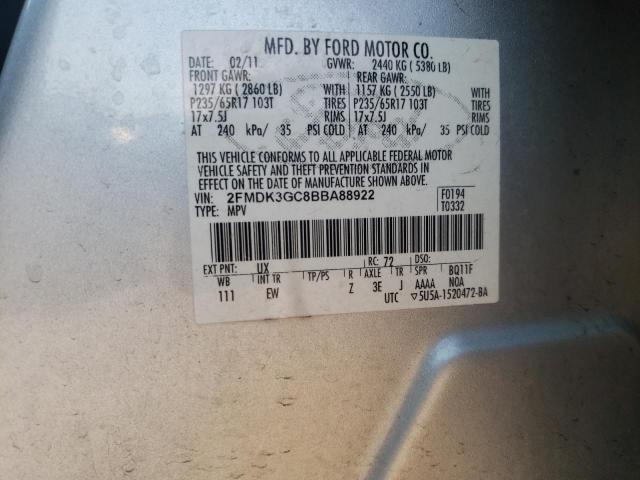 MFD. BY FORD MOTOR CO.
DATE: 02/11 GVWR: 2440 KG ( 5380 LB)
FRONT GAWR: REAR GAWR:
1297 KG ( 2860 LB) WITH 1157 KG ( 2550 LB) WITH
P235/65R17 103T TIRES P235/65R17 103T TIRES
17x7.5J RIMS 17x7.5J RIMS
AT 240 kPa/ 35 PSI COLD AT 240 kPa/ 35 PSI COLD
THIS VEHICLE CONFORMS TO ALL APPLICABLE FEDERAL MOTOR
VEHICLE SAFETY AND THEFT PREVENTION STANDARDS IN
EFFECT ON THE DATE OF MANUFACTURE SHOWN ABOVE.
VIN: 2FMDK3GC8BBA88922 F0194
TYPE: MPV T0332
EXT PNT: UX RC: 72 BQ11F
WB INT TR TP/PS R AXLE TR SPR NOA
111 EW Z 3E J AAAA
UTC ▽5U5A-1520472-BA